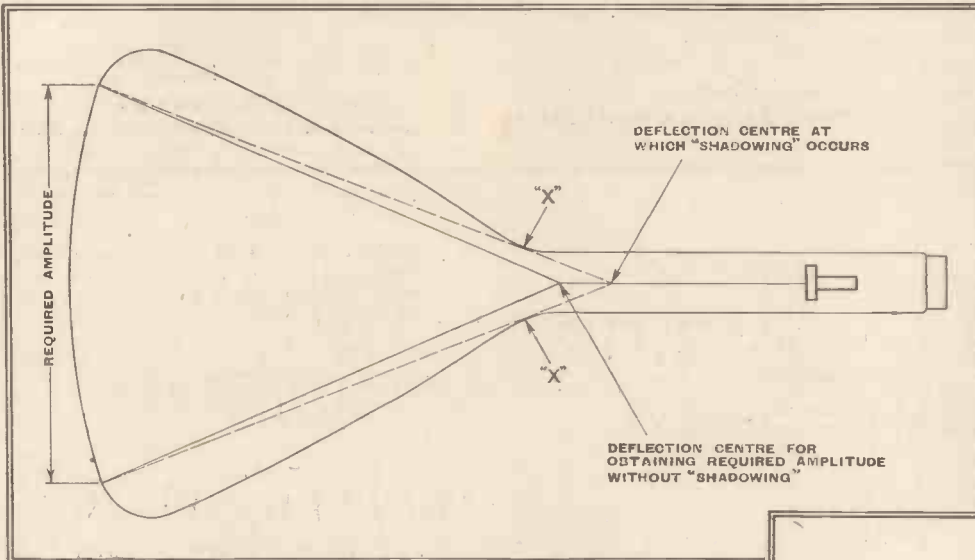 DEFLECTION CENTRE AT
WHICH "SHADOWING" OCCURS
"X"
REQUIRED AMPLITUDE
"X"
DEFLECTION CENTRE FOR
OBTAINING REQUIRED AMPLITUDE
WITHOUT "SHADOWING"